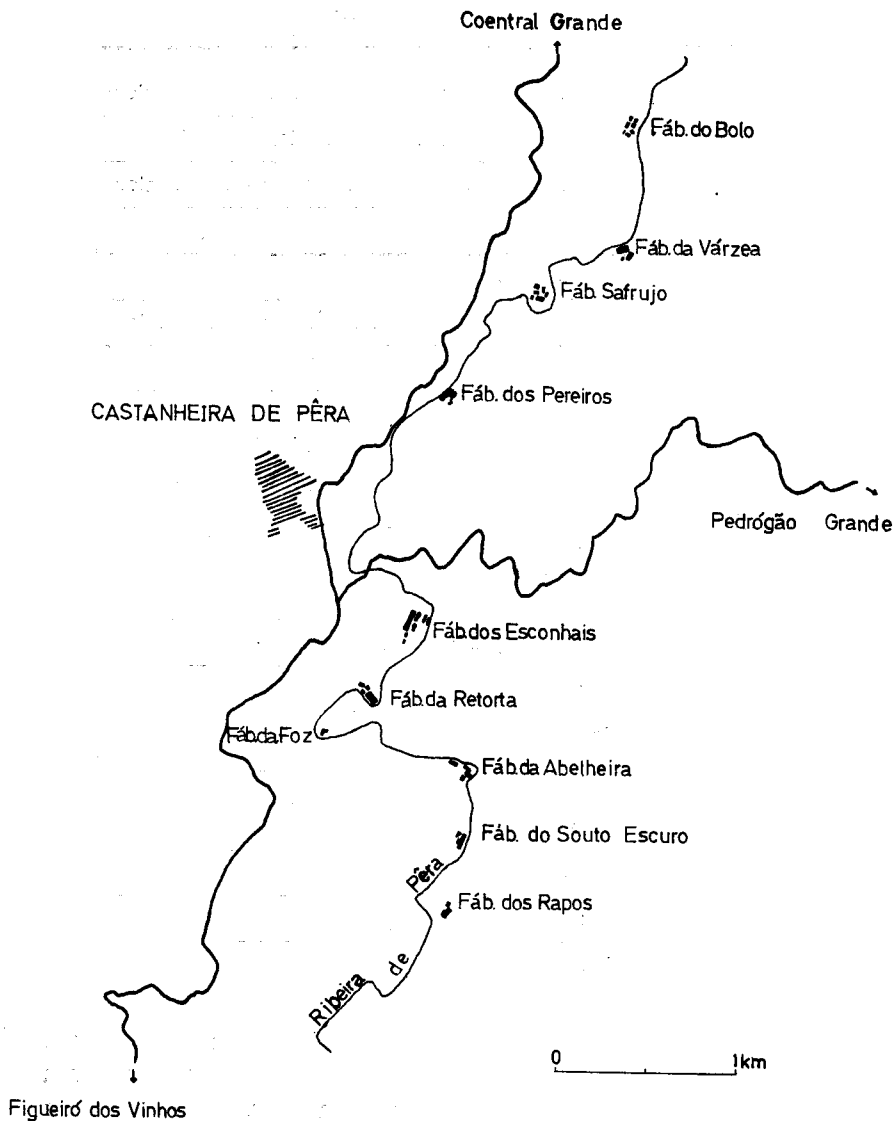 Coentral Grande
Fáb. do Bolo
Fáb. da Várzea
Fáb. Safrujo
Fáb. dos Pereiros
CASTANHEIRA DE PÊRA
Pedrógão Grande
Fáb. dos Esconhais
Fáb. da Retorta
Fáb. da Foz
Fáb. da Abelheira
Fáb. do Souto Escuro
Fáb. dos Rapos
Ribeira de Pêra
0 1km
Figueiró dos Vinhos